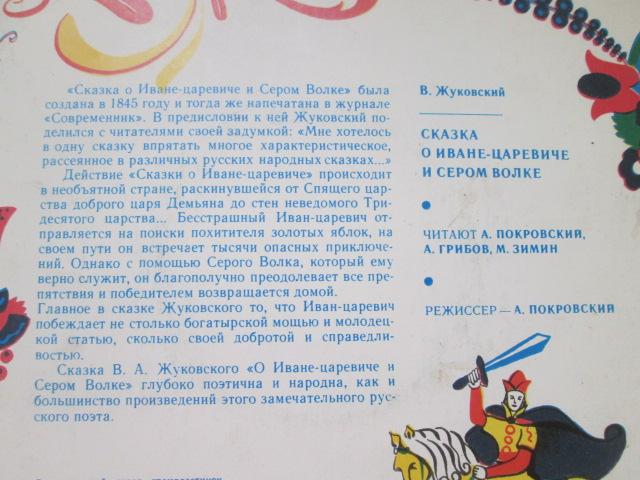 «Сказка о Иване-царевиче и Сером Волке» была
создана в 1845 году и тогда же напечатана в журнале
«Современник». В предисловии к ней Жуковский по-
делился с читателями своей задумкой: «Мне хотелось
в одну сказку впрятать многое характеристическое,
рассеянное в различных русских народных сказках...»
Действие «Сказки о Иване-царевиче» происходит
в необъятной стране, раскинувшейся от Спящего цар-
ства доброго царя Демьяна до стен неведомого Три-
десятого царства... Бесстрашный Иван-царевич от-
правляется на поиски похитителя золотых яблок, на
своем пути он встречает тысячи опасных приключе-
ний. Однако с помощью Серого Волка, который ему
верно служит, он благополучно преодолевает все пре-
пятствия и победителем возвращается домой.
Главное в сказке Жуковского то, что Иван-царевич
побеждает не столько богатырской мощью и молодец-
кой статью, сколько своей добротой и справедли-
востью.
Сказка В. А. Жуковского «О Иване-царевиче и
Сером Волке» глубоко поэтична и народна, как и
большинство произведений этого замечательного рус-
ского поэта.
В. Жуковский
СКАЗКА
О ИВАНЕ-ЦАРЕВИЧЕ
И СЕРОМ ВОЛКЕ
ЧИТАЮТ А. ПОКРОВСКИЙ,
А. ГРИБОВ, М. ЗИМИН
РЕЖИССЕР — А. ПОКРОВСКИЙ